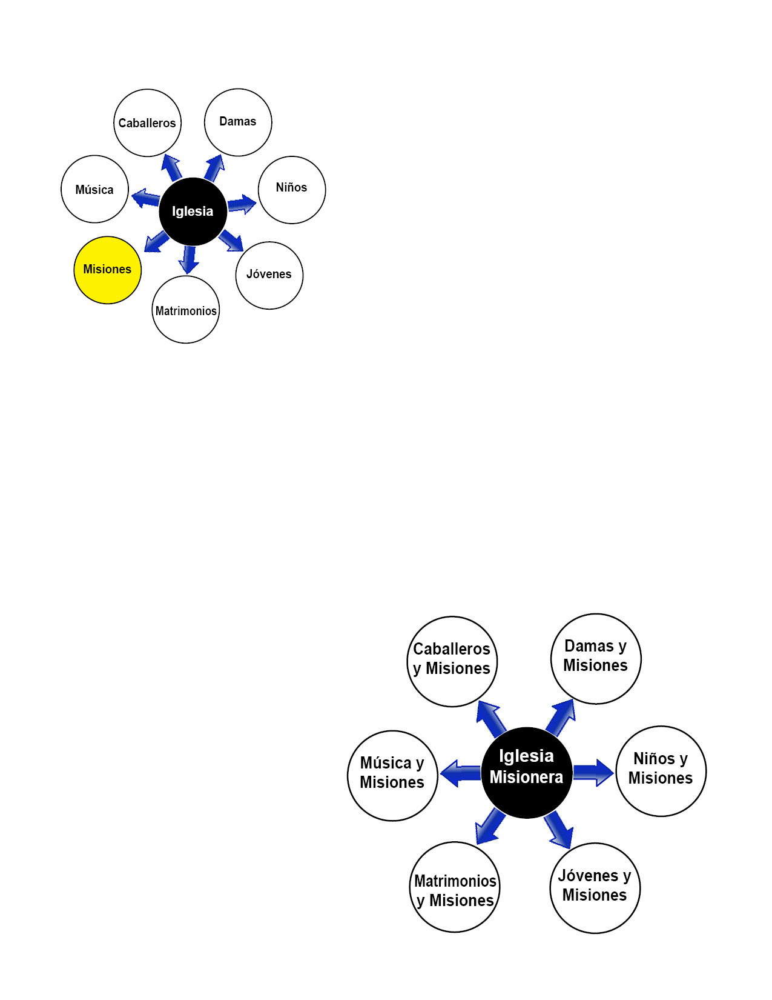 Caballeros
Damas
Música
Niños
Iglesia
Misiones
Jóvenes
Matrimonios
Caballeros
y Misiones
Damas y
Misiones
Música y
Misiones
Iglesia
Misionera
Niños y
Misiones
Matrimonios
y Misiones
Jóvenes y
Misiones